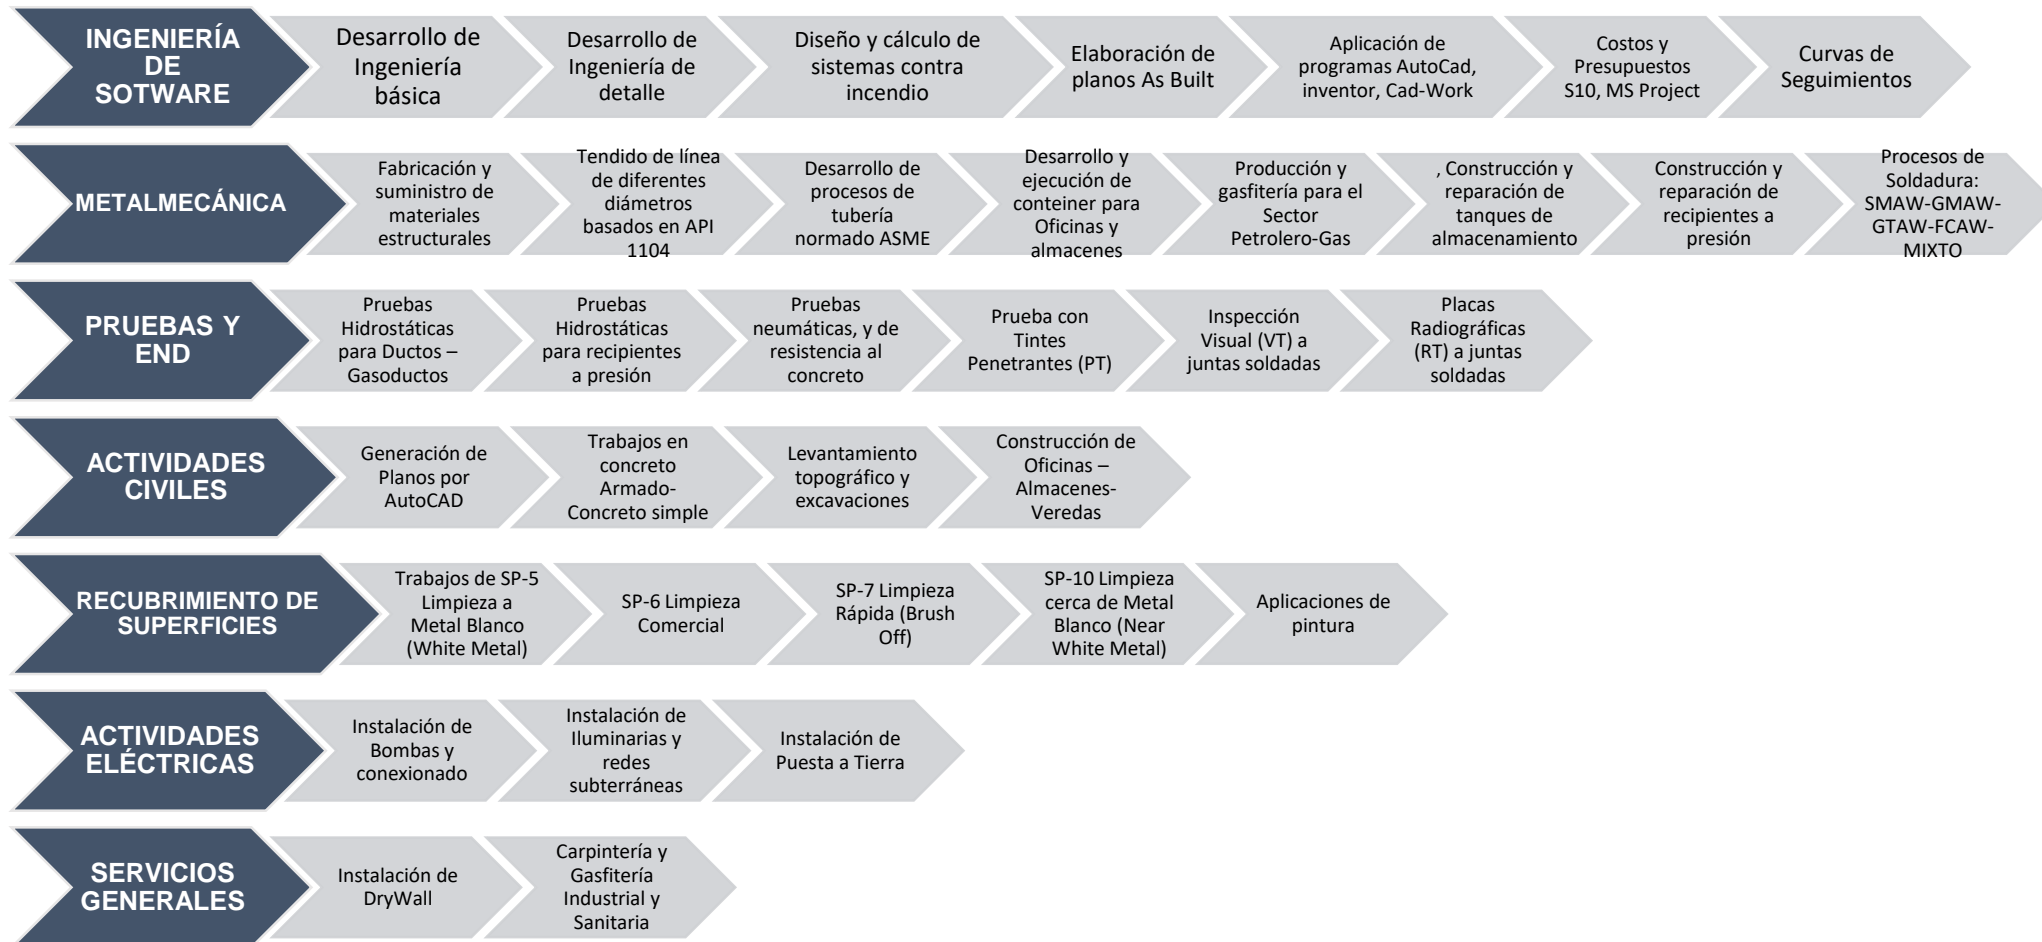 INGENIERÍA
DE
SOTWARE
Desarrollo de
Ingeniería
básica
Desarrollo de
Ingeniería de
detalle
Diseño y cálculo de
sistemas contra
incendio
Elaboración de
planos As Built
Aplicación de
programas AutoCad,
inventor, Cad-Work
Costos y
Presupuestos
S10, MS Project
Curvas de
Seguimientos
METALMECÁNICA
Fabricación y
suministro de
materiales
estructurales
Tendido de línea
de diferentes
diámetros
basados en API
1104
Desarrollo de
procesos de
tubería
normado ASME
Desarrollo y
ejecución de
conteiner para
Oficinas y
almacenes
Producción y
gasfitería para el
Sector
Petrolero-Gas
, Construcción y
reparación de
tanques de
almacenamiento
Construcción y
reparación de
recipientes a
presión
Procesos de
Soldadura:
SMAW-GMAW-
GTAW-FCAW-
MIXTO
PRUEBAS Y
END
Pruebas
Hidrostáticas
para Ductos –
Gasoductos
Pruebas
Hidrostáticas
para recipientes
a presión
Pruebas
neumáticas, y de
resistencia al
concreto
Prueba con
Tintes
Penetrantes (PT)
Inspección
Visual (VT) a
juntas soldadas
Placas
Radiográficas
(RT) a juntas
soldadas
ACTIVIDADES
CIVILES
Generación de
Planos por
AutoCAD
Trabajos en
concreto
Armado-
Concreto simple
Levantamiento
topográfico y
excavaciones
Construcción de
Oficinas –
Almacenes-
Veredas
RECUBRIMIENTO DE
SUPERFICIES
Trabajos de SP-5
Limpieza a
Metal Blanco
(White Metal)
SP-6 Limpieza
Comercial
SP-7 Limpieza
Rápida (Brush
Off)
SP-10 Limpieza
cerca de Metal
Blanco (Near
White Metal)
Aplicaciones de
pintura
ACTIVIDADES
ELÉCTRICAS
Instalación de
Bombas y
conexionado
Instalación de
Iluminarias y
redes
subterráneas
Instalación de
Puesta a Tierra
SERVICIOS
GENERALES
Instalación de
DryWall
Carpintería y
Gasfitería
Industrial y
Sanitaria